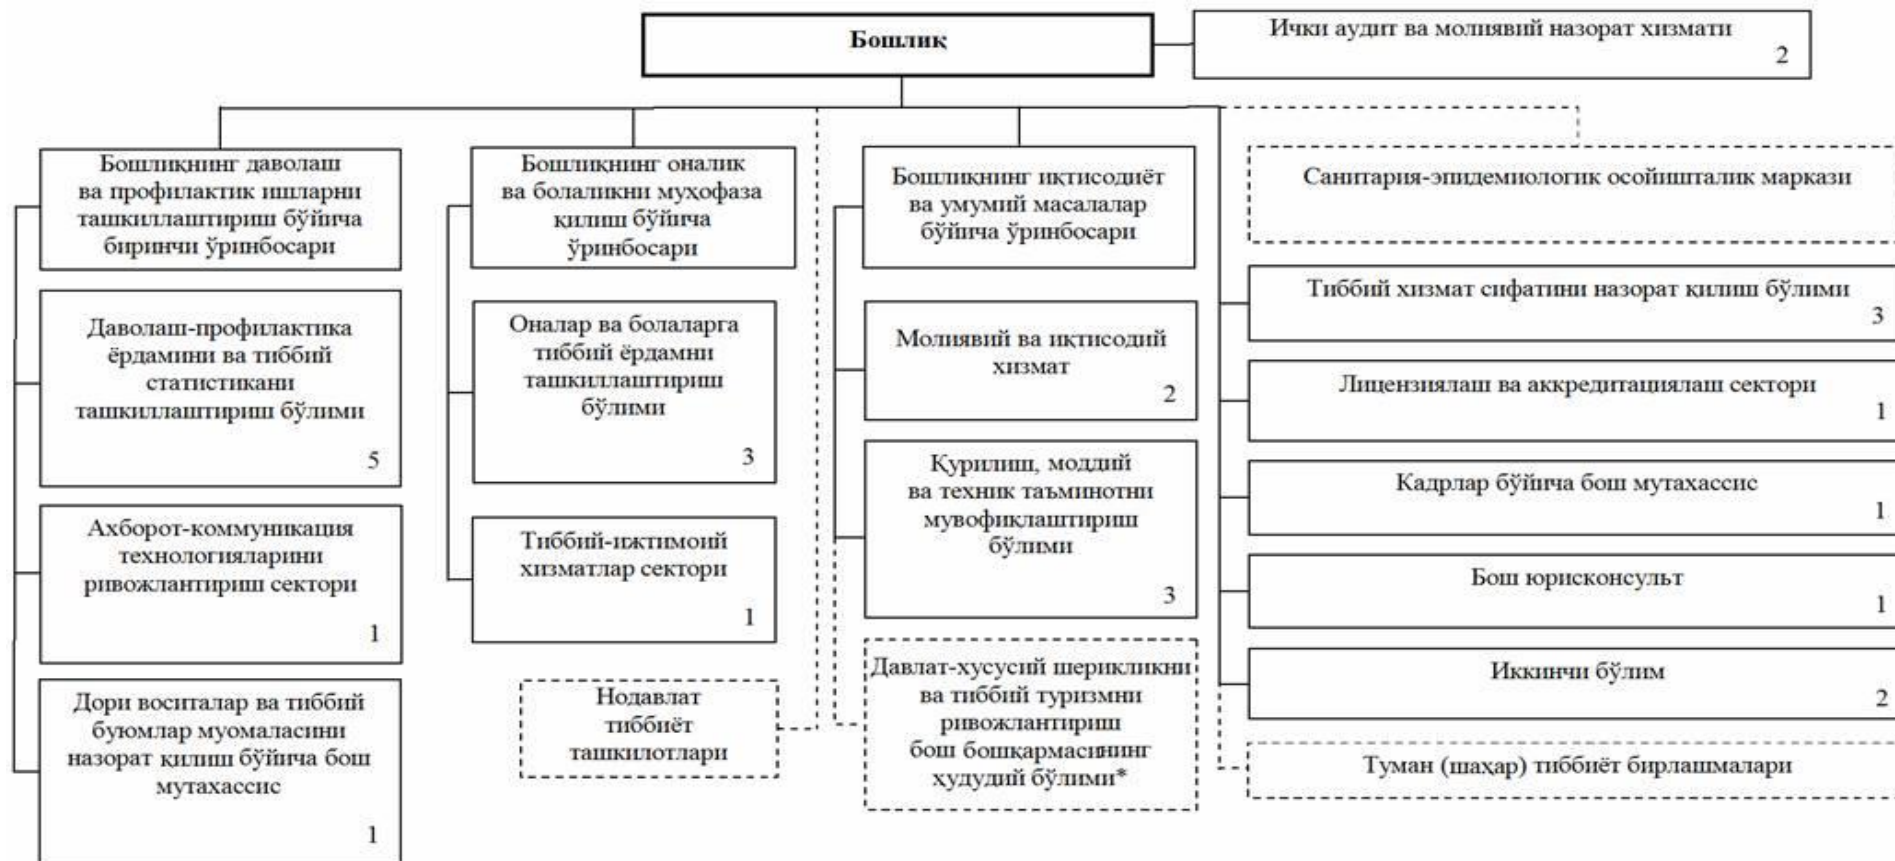 Бошлиқ
Ички аудит ва молиявий назорат хизмати
2
Бошлиқнинг даволаш
ва профилактик ишларни
ташкиллаштириш бўйича
биринчи ўринбосари
Даволаш-профилактика
ёрдамини ва тиббий
статистикани
ташкиллаштириш бўлими
5
Ахборот-коммуникация
технологияларини
ривожлантириш сектори
1
Дори воситалар ва тиббий
буюмлар муомаласини
назорат қилиш бўйича бош
мутахассис
1
Бошлиқнинг оналик
ва болаликни муҳофаза
қилиш бўйича
ўринбосари
Оналар ва болаларга
тиббий ёрдамни
ташкиллаштириш
бўлими
3
Тиббий-ижтимоий
хизматлар сектори
1
Нодавлат
тиббиёт
ташкилотлари
Бошлиқнинг иқтисодиёт
ва умумий масалалар
бўйича ўринбосари
Молиявий ва иқтисодий
хизмат
2
Қурилиш, моддий
ва техник таъминотни
мувофиқлаштириш
бўлими
3
Давлат-хусусий шерикликни
ва тиббий туризмни
ривожлантириш
бош бошқармасининг
ҳудудий бўлими*
Санитария-эпидемиологик осойишталик маркази
Тиббий хизмат сифатини назорат қилиш бўлими
3
Лицензиялаш ва аккредитациялаш сектори
1
Кадрлар бўйича бош мутахассис
1
Бош юрисконсульт
1
Иккинчи бўлим
2
Туман (шаҳар) тиббиёт бирлашмалари